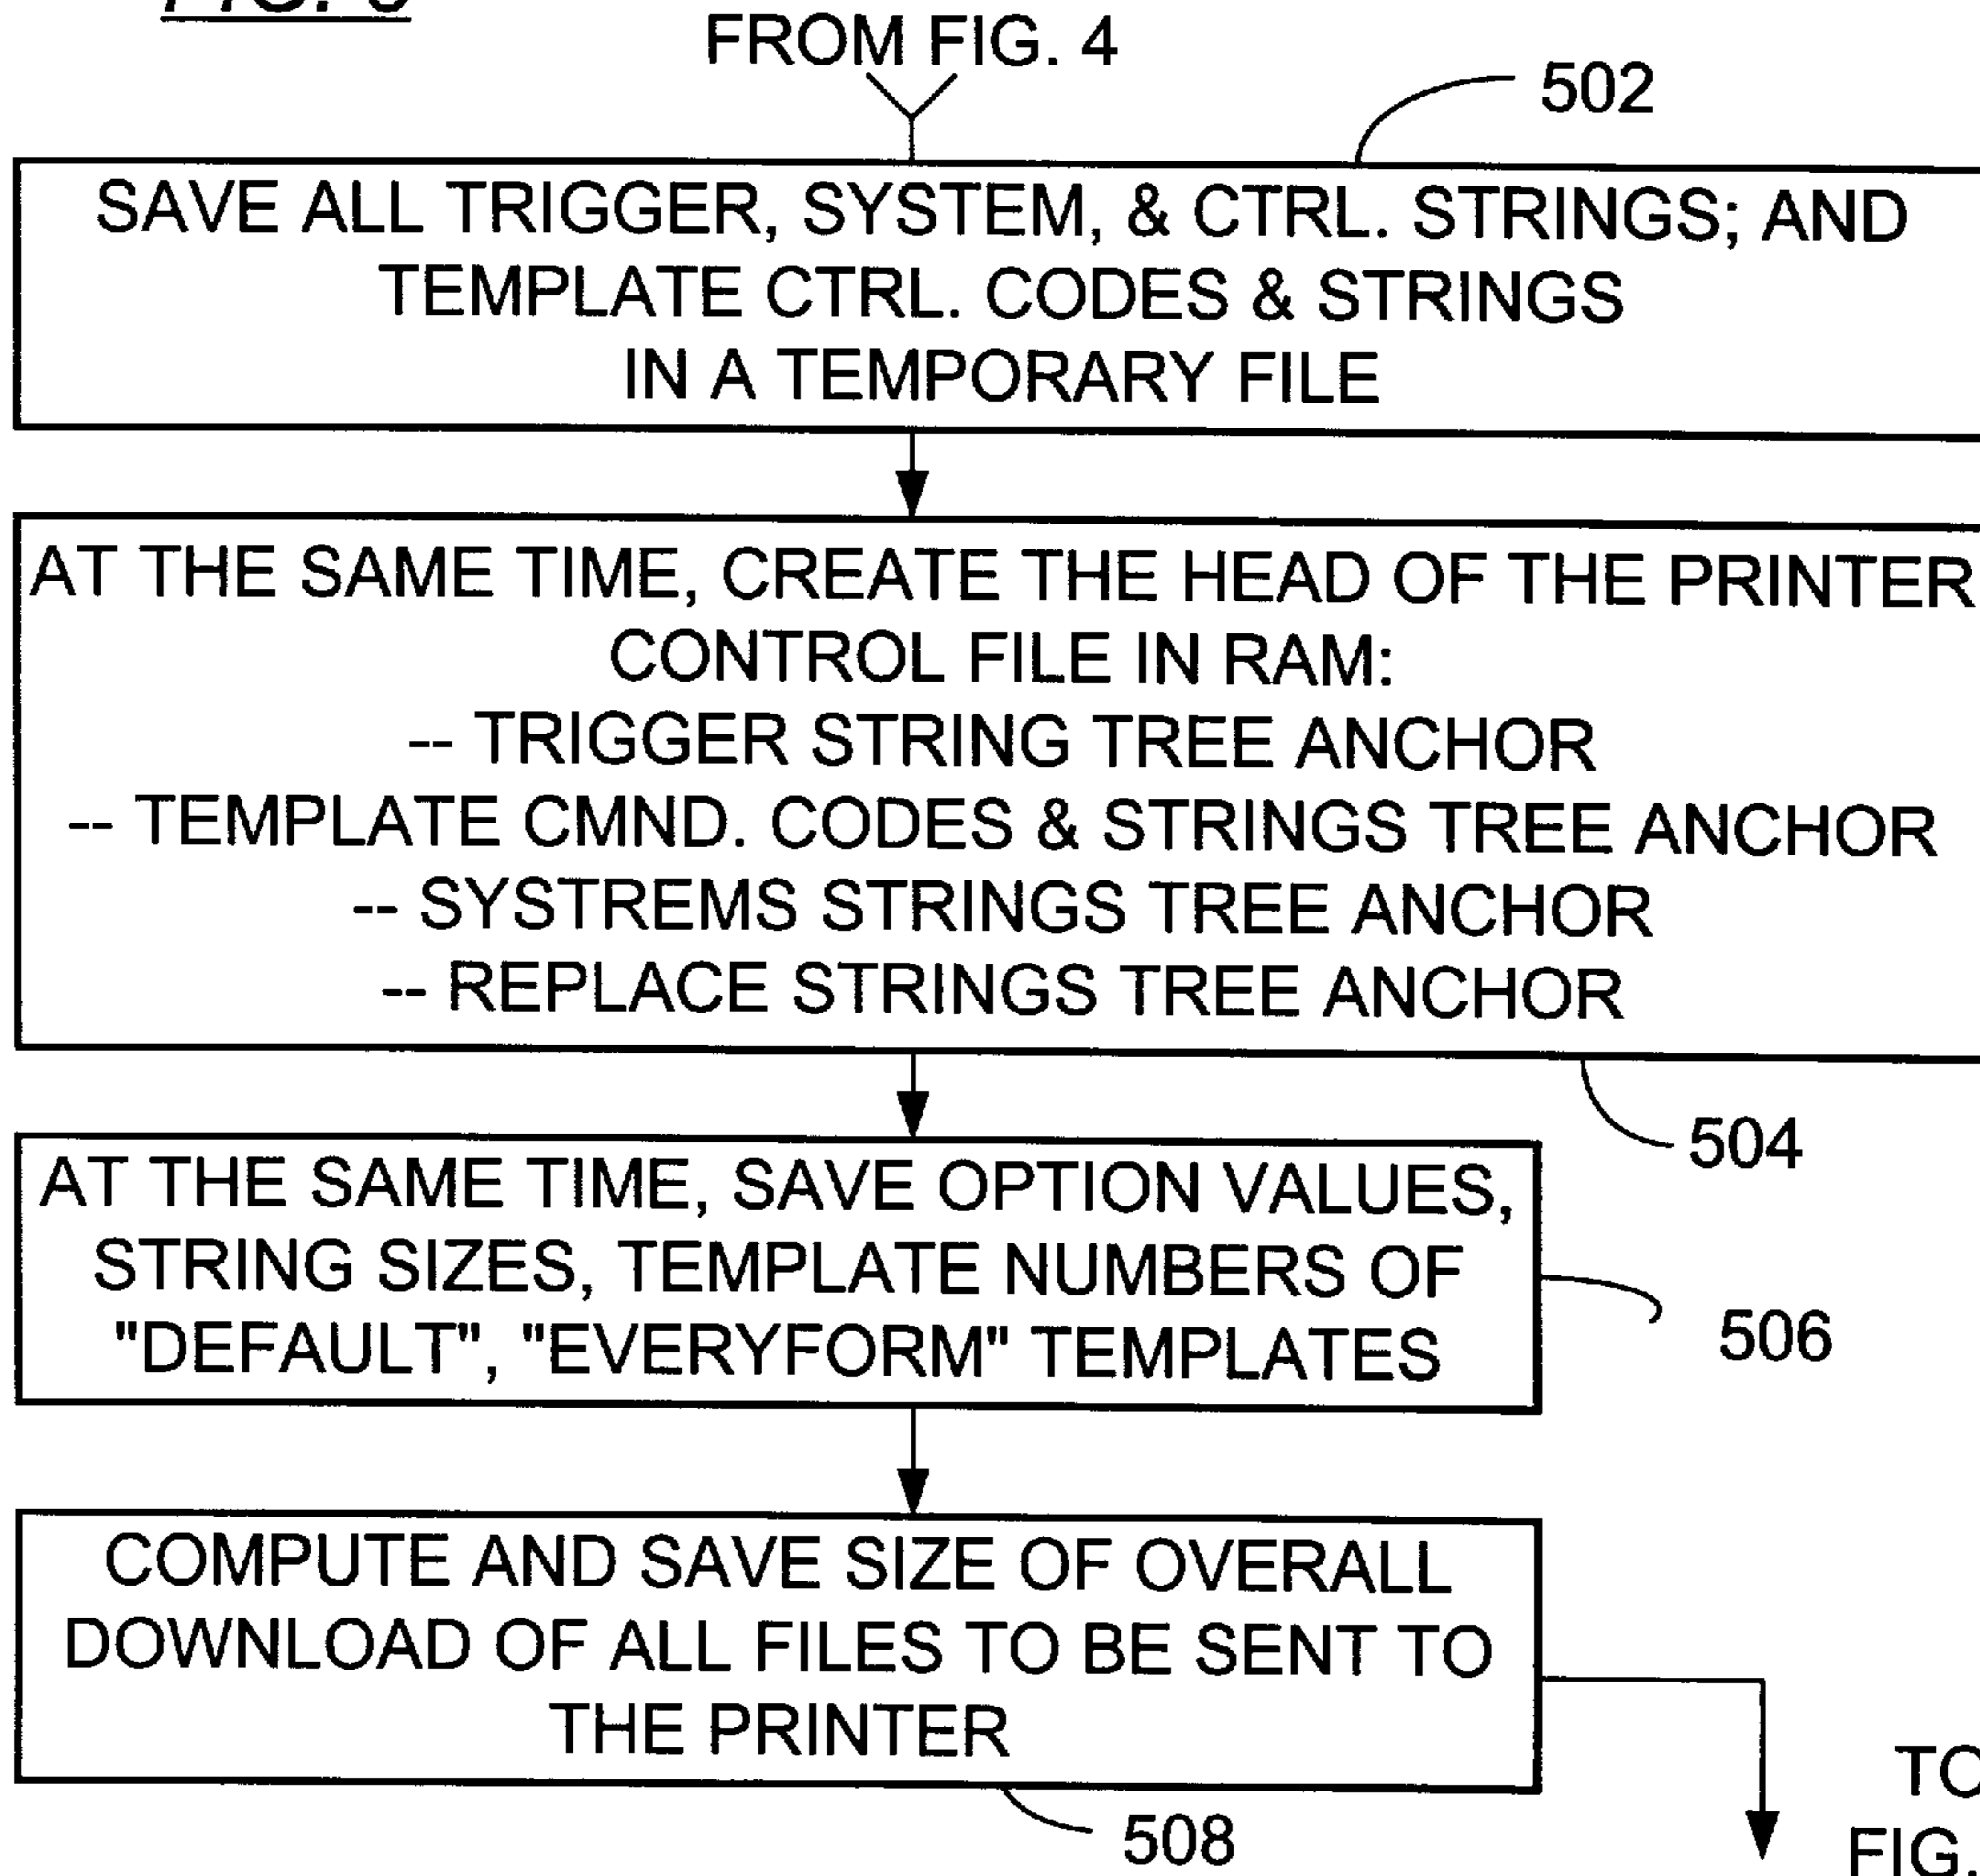 FROM FIG. 4
502
SAVE ALL TRIGGER, SYSTEM, & CTRL. STRINGS; AND
TEMPLATE CTRL. CODES & STRINGS
IN A TEMPORARY FILE
AT THE SAME TIME, CREATE THE HEAD OF THE PRINTER
CONTROL FILE IN RAM:
-- TRIGGER STRING TREE ANCHOR
-- TEMPLATE CMND. CODES & STRINGS TREE ANCHOR
-- SYSTREMS STRINGS TREE ANCHOR
-- REPLACE STRINGS TREE ANCHOR
504
AT THE SAME TIME, SAVE OPTION VALUES,
STRING SIZES, TEMPLATE NUMBERS OF
"DEFAULT", "EVERYFORM" TEMPLATES
506
COMPUTE AND SAVE SIZE OF OVERALL
DOWNLOAD OF ALL FILES TO BE SENT TO
THE PRINTER
508
TO
FIG.